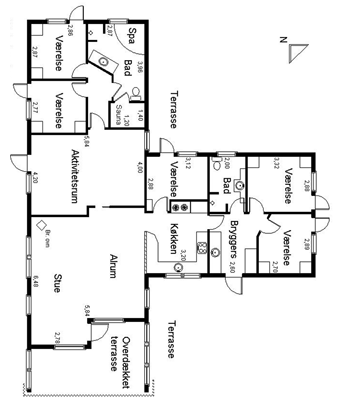 2,86
2,87
Værelse
2,87
Spa
3,96
Bad
Værelse
2,77
Sauna
1,40
1,20
Terrasse
N
5,84
Aktivitetsrum
4,20
4,00
3,12
Værelse
2,88
2,00
Bad
3,32
Værelse
2,88
Køkken
3,20
Bryggers
2,60
Værelse
2,89
2,70
Br. ovn
6,48
Stue
Alrum
5,84
2,78
Overdækket
terrasse
Terrasse